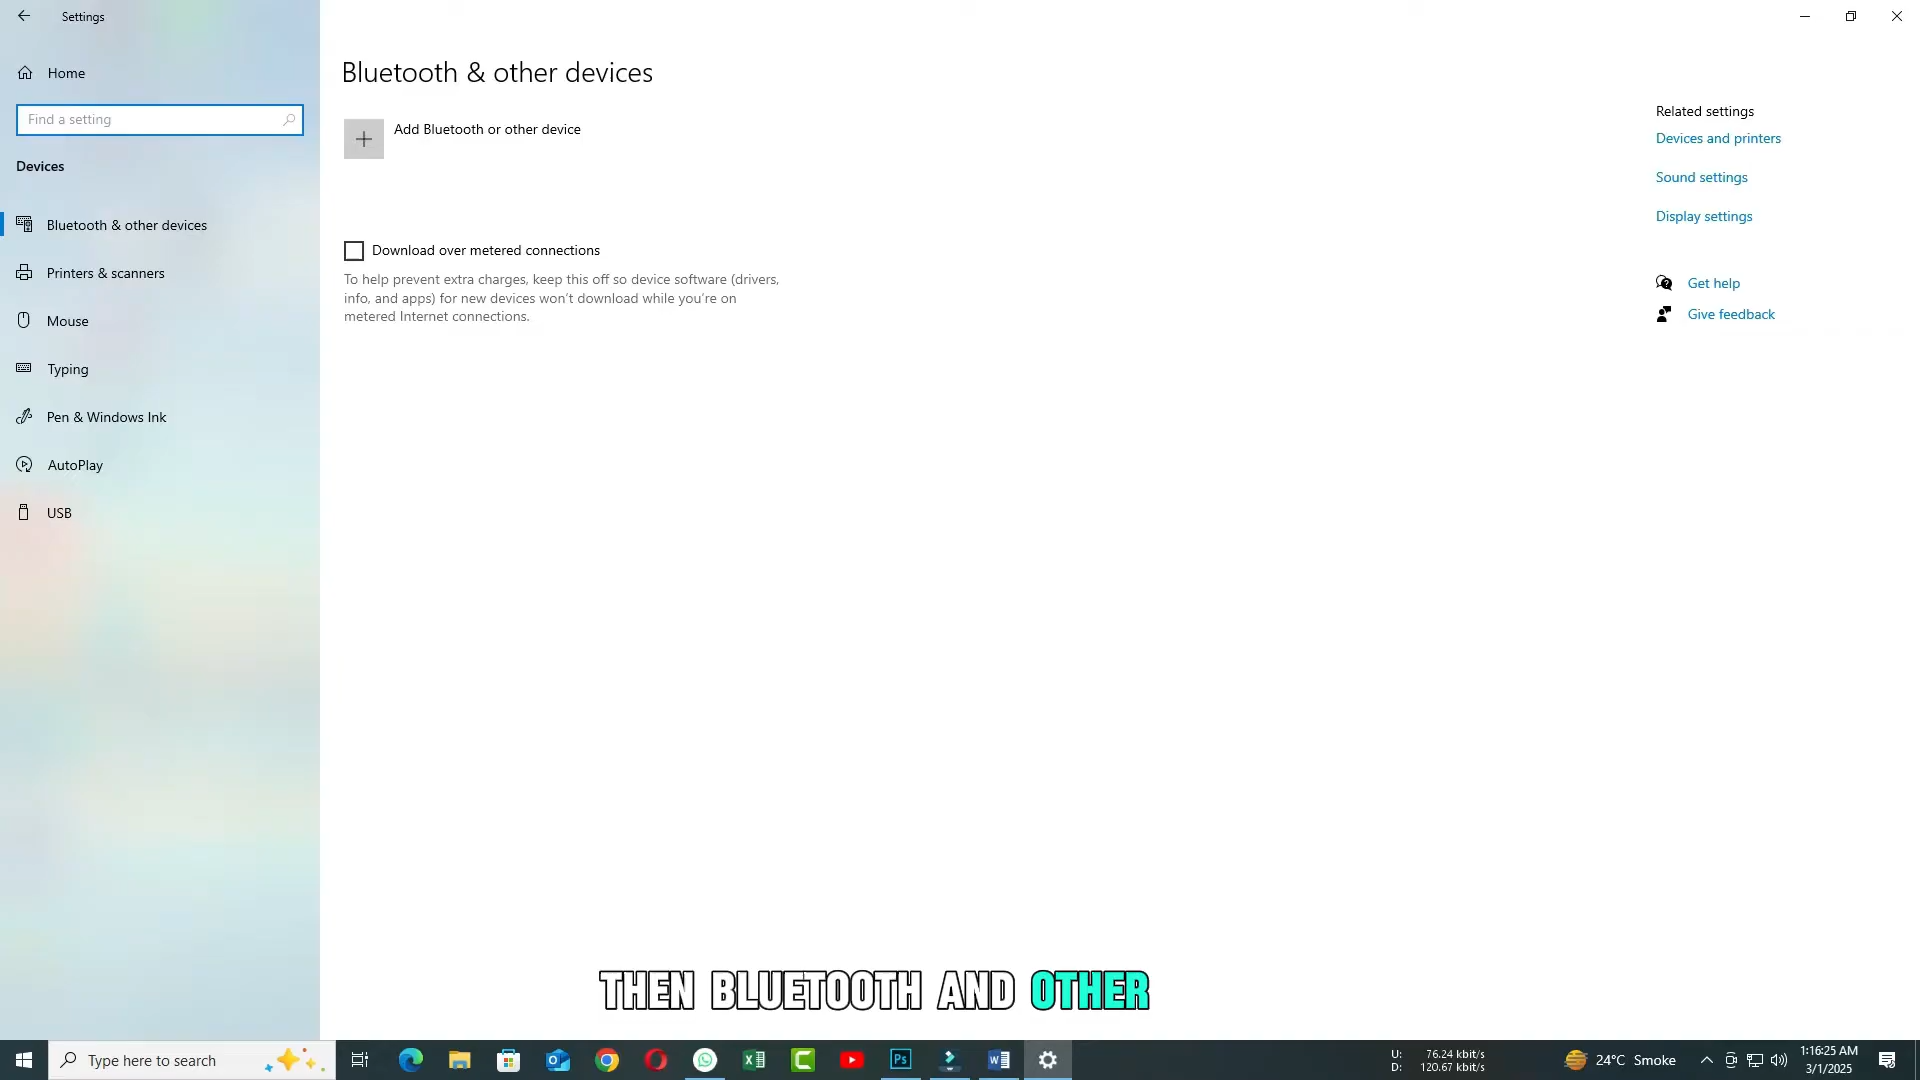 Settings
Home
Find a setting
Devices
Bluetooth & other devices
Printers & scanners
Mouse
Typing
Pen & Windows Ink
AutoPlay
USB
Bluetooth & other devices
Add Bluetooth or other device
Download over metered connections
To help prevent extra charges, keep this off so device software (drivers,
info, and apps) for new devices won't download while you're on
metered Internet connections.
Related settings
Devices and printers
Sound settings
Display settings
Get help
Give feedback
THEN BLUETOOTH AND OTHER
Type here to search
Ps
U: 76.24 kbit/s
D: 120.67 kbit/s
24°C Smoke
1:16:25 AM
3/1/2025